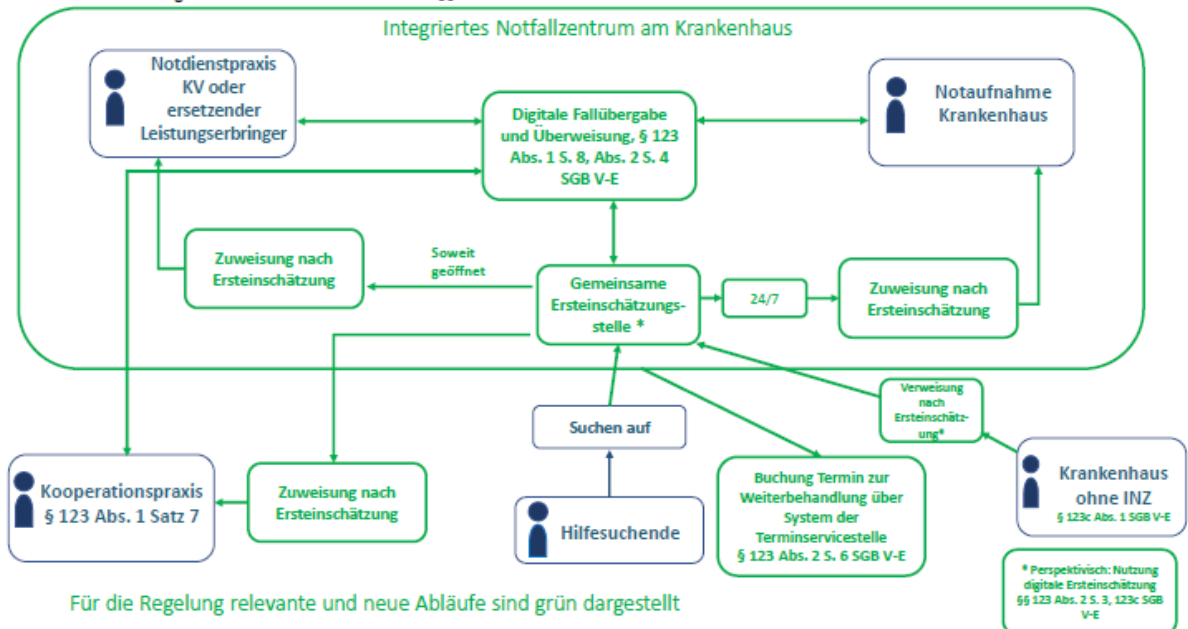 Integriertes Notfallzentrum am Krankenhaus
Notdienstpraxis
KV oder
ersetzender
Leistungserbringer
Digitale Fallübergabe
und Überweisung, § 123
Abs. 1 S. 8, Abs. 2 S. 4
SGB V-E
Notaufnahme
Krankenhaus
Zuweisung nach
Ersteinschätzung
Soweit
geöffnet
Gemeinsame
Ersteinschätzungs-
stelle *
24/7
Zuweisung nach
Ersteinschätzung
Verweisung
nach
Ersteinschätz-
ung*
Suchen auf
Kooperationspraxis
§ 123 Abs. 1 Satz 7
Zuweisung nach
Ersteinschätzung
Hilfesuchende
Buchung Termin zur
Weiterbehandlung über
System der
Terminservicestelle
§ 123 Abs. 2 S. 6 SGB V-E
Krankenhaus
ohne INZ
§ 123c Abs. 1 SGB V-E
* Perspektivisch: Nutzung
digitale Ersteinschätzung
§§ 123 Abs. 2 S. 3, 123c SGB
V-E
Für die Regelung relevante und neue Abläufe sind grün dargestellt